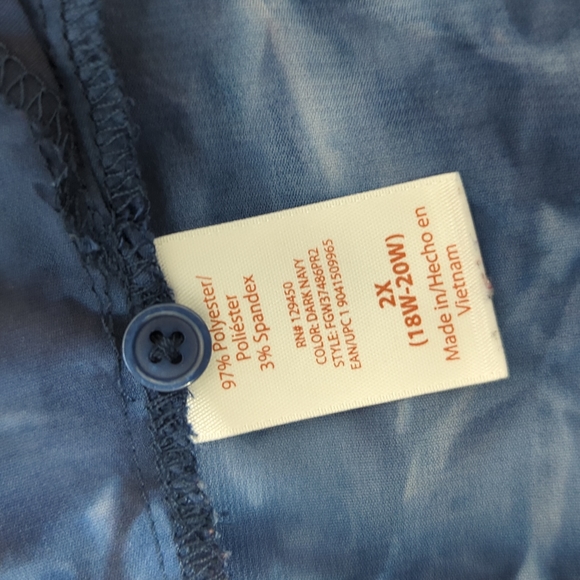 97% Polyester/
Poliéster
3% Spandex
RN# 129450
COLOR: DARK NAVY
STYLE: FGW37486PR2
EAN/UPC 1 9041509965
2X
(18W-20W)
Made In/Hecho en
Vietnam